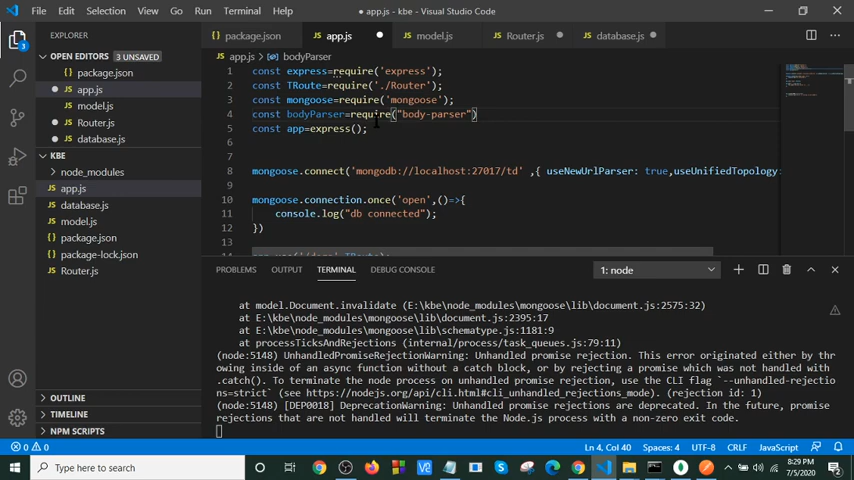 File Edit Selection View Go Run Terminal Help
● app.js - kbe - Visual Studio Code
EXPLORER
OPEN EDITORS 3 UNSAVED
package.json
app.js
model.js
Router.js
database.js
KBE
node_modules
app.js
database.js
model.js
package.json
package-lock.json
Router.js
OUTLINE
TIMELINE
NPM SCRIPTS
3
package.json app.js model.js Router.js database.js
app.js > bodyParser
1 const express=require('express');
2 const TRoute=require('./Router');
3 const mongoose=require('mongoose');
4 const bodyParser=require("body-parser")
5 const app=express();
6
7
8 mongoose.connect('mongodb://localhost:27017/td' ,{ useNewUrlParser: true,useUnifiedTopology:
9
10 mongoose.connection.once('open',()=>{
11 console.log("db connected");
12 })
13
PROBLEMS OUTPUT TERMINAL DEBUG CONSOLE 1: node
at model.Document.invalidate (E:\kbe\node_modules\mongoose\lib\document.js:2575:32)
at E:\kbe\node_modules\mongoose\lib\document.js:2395:17
at E:\kbe\node_modules\mongoose\lib\schematype.js:1181:9
at processTicksAndRejections (internal/process/task_queues.js:79:11)
(node:5148) UnhandledPromiseRejectionWarning: Unhandled promise rejection. This error originated either by thr
owing inside of an async function without a catch block, or by rejecting a promise which was not handled with
.catch(). To terminate the node process on unhandled promise rejection, use the CLI flag `--unhandled-rejectio
ns=strict` (see https://nodejs.org/api/cli.html#cli_unhandled_rejections_mode). (rejection id: 1)
(node:5148) [DEP0018] DeprecationWarning: Unhandled promise rejections are deprecated. In the future, promise
rejections that are not handled will terminate the Node.js process with a non-zero exit code.
0 0 Ln 4, Col 40 Spaces: 4 UTF-8 CRLF JavaScript
Type here to search
8:29 PM
7/5/2020